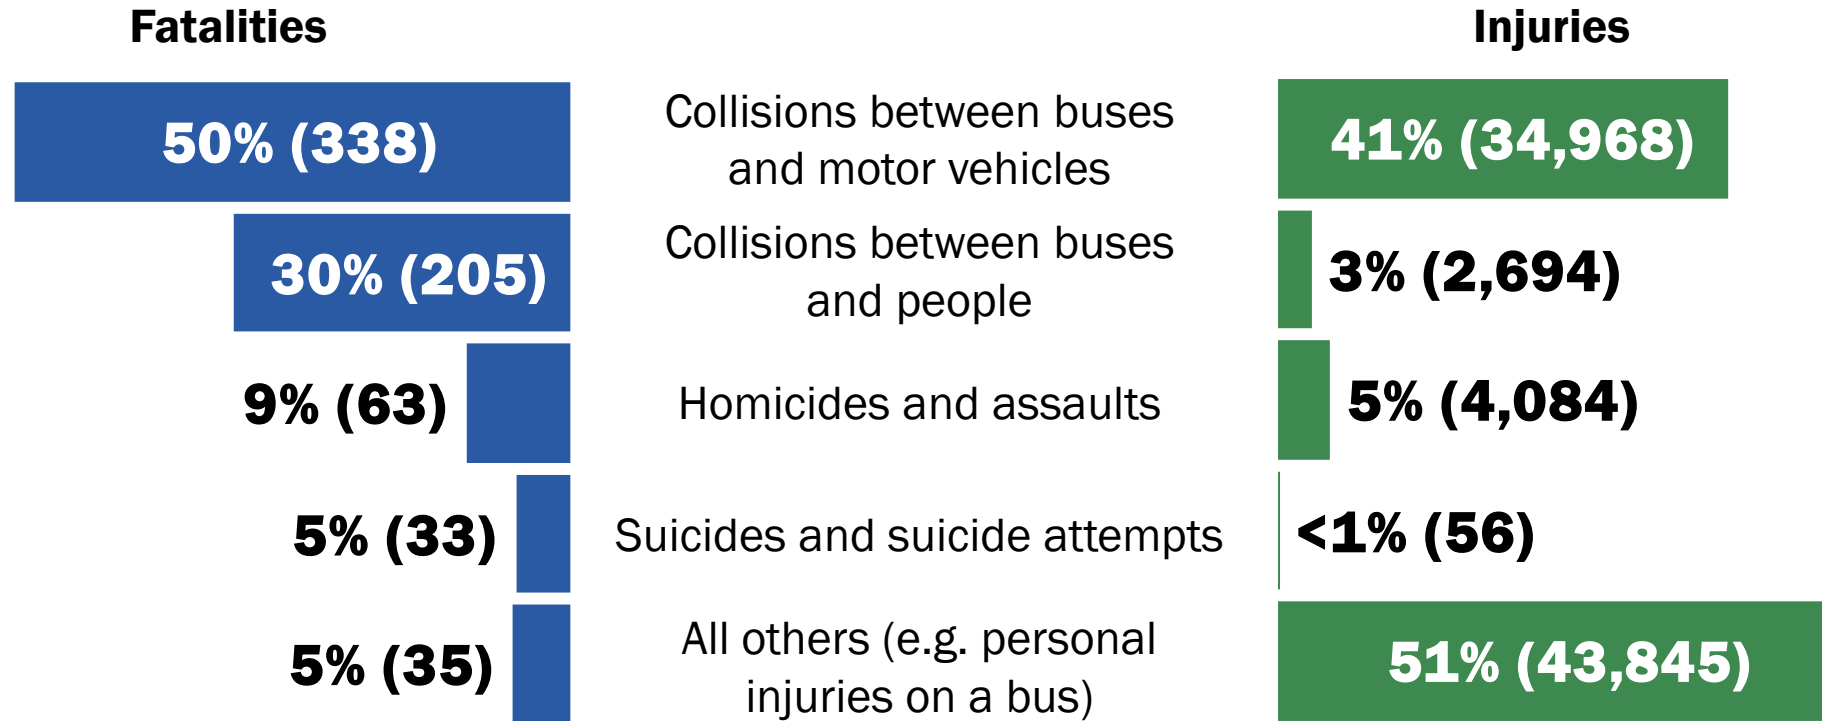 Fatalities
Injuries
50% (338)
Collisions between buses
and motor vehicles
41% (34,968)
30% (205)
Collisions between buses
and people
3% (2,694)
9% (63)
Homicides and assaults
5% (4,084)
5% (33)
Suicides and suicide attempts
<1% (56)
5% (35)
All others (e.g. personal
injuries on a bus)
51% (43,845)